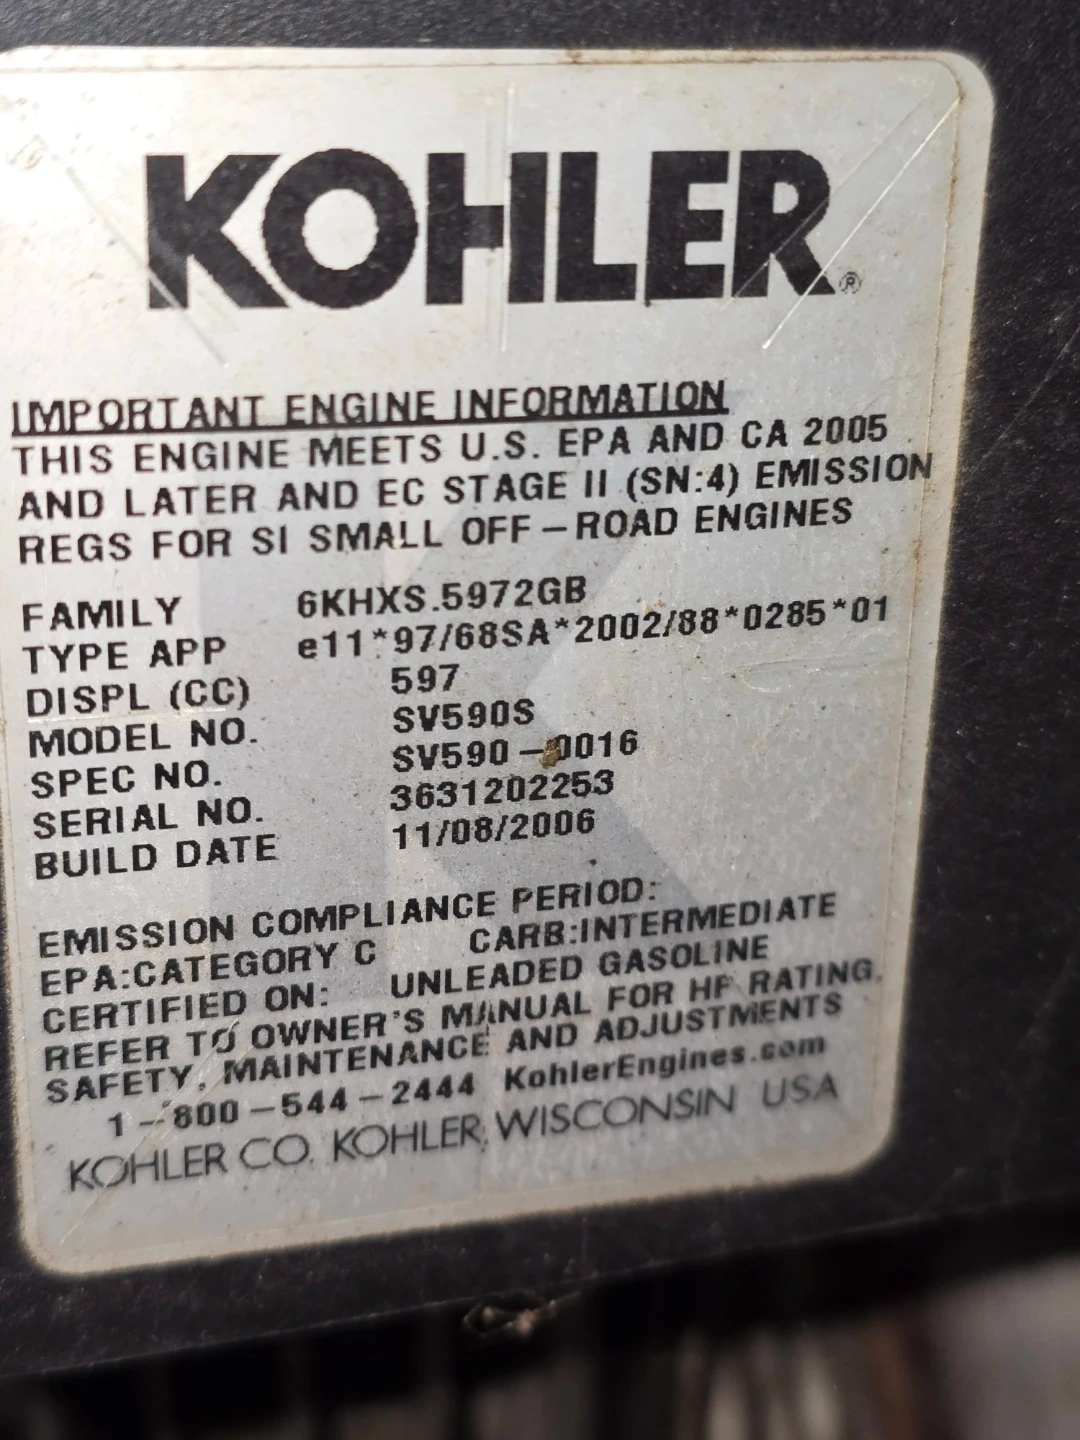 KOHLER®
IMPORTANT ENGINE INFORMATION
THIS ENGINE MEETS U.S. EPA AND CA 2005
AND LATER AND EC STAGE II (SN:4) EMISSION
REGS FOR SI SMALL OFF-ROAD ENGINES
FAMILY 6KHXS.5972GB
TYPE APP e11*97/68SA*2002/88*0285*01
DISPL (CC) 597
MODEL NO. SV590S
SPEC NO. SV590-0016
SERIAL NO. 3631202253
BUILD DATE 11/08/2006
EMISSION COMPLIANCE PERIOD:
EPA:CATEGORY C CARB:INTERMEDIATE
CERTIFIED ON: UNLEADED GASOLINE
REFER TO OWNER'S MANUAL FOR HP RATING,
SAFETY, MAINTENANCE AND ADJUSTMENTS
1-800-544-2444 KohlerEngines.com
KOHLER CO. KOHLER, WISCONSIN USA